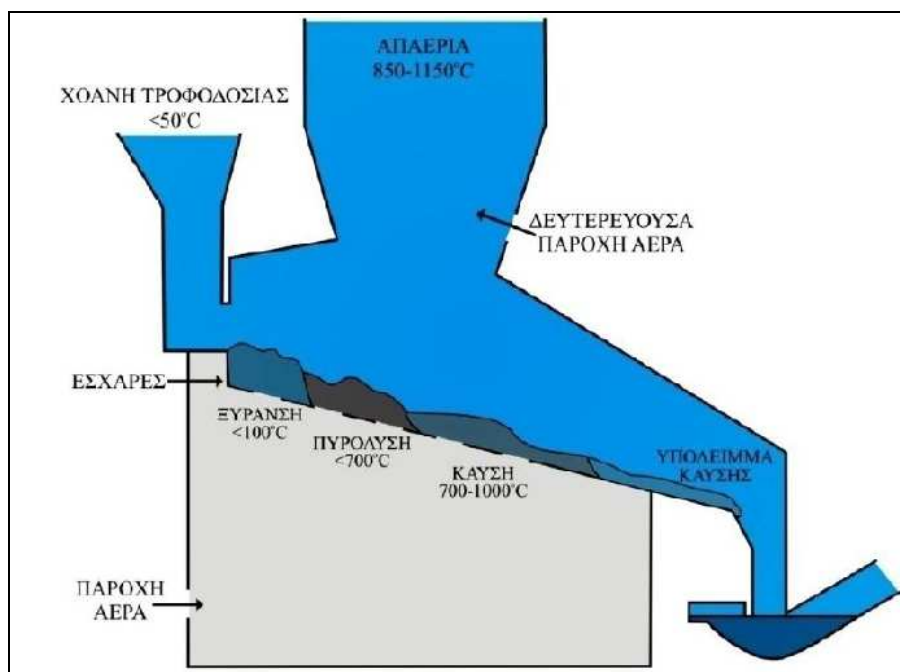 ΑΠΑΕΡΙΑ
850-1150°C
ΧΟΑΝΗ ΤΡΟΦΟΔΟΣΙΑΣ
<50°C
ΔΕΥΤΕΡΕΥΟΥΣΑ
ΠΑΡΟΧΗ ΑΕΡΑ
ΕΣΧΑΡΕΣ
ΞΥΡΑΝΣΗ
<100°C
ΠΥΡΟΛΥΣΗ
<700°C
ΚΑΥΣΗ
700-1000°C
ΥΠΟΛΕΙΜΜΑ
ΚΑΥΣΗΣ
ΠΑΡΟΧΗ
ΑΕΡΑ